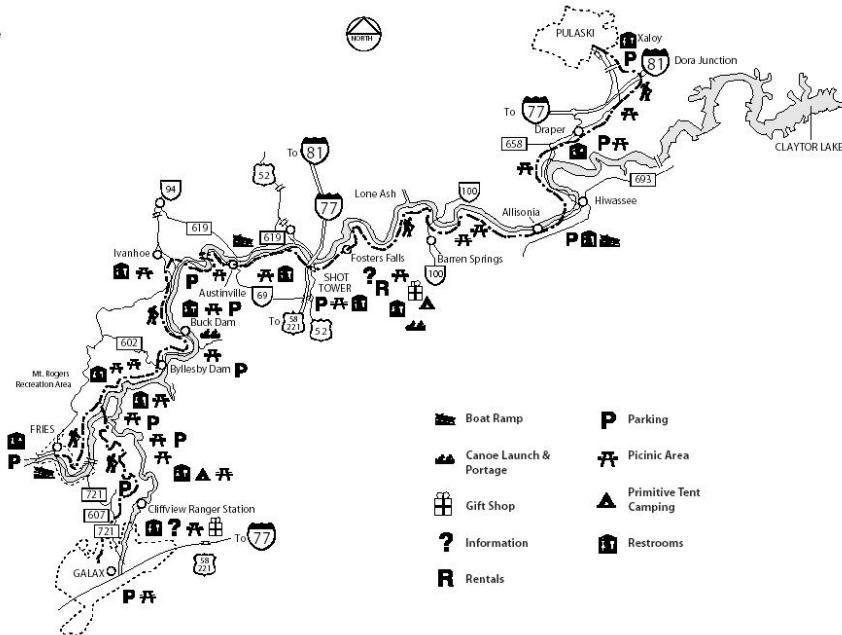 NORTH
PULASKI
Xaloy
P
81
Dora Junction
To
77
Draper
658
P
CLAYTOR LAKE
693
Hiwassee
Allisonia
P
To
81
52
77
Lone Ash
100
94
619
619
Ivanhoe
P
Austinville
Fosters Falls
Barren Springs
100
SHOT
TOWER
?
R
P
69
P
To
58
221
52
Buck Dam
602
Byllesby Dam
P
Mt. Rogers
Recreation Area
P
P
FRIES
P
721
P
607
Cliffview Ranger Station
721
?
To
77
58
221
GALAX
P
Boat Ramp
Canoe Launch &
Portage
Gift Shop
?
Information
R
Rentals
P
Parking
Picinic Area
Primitive Tent
Camping
Restrooms